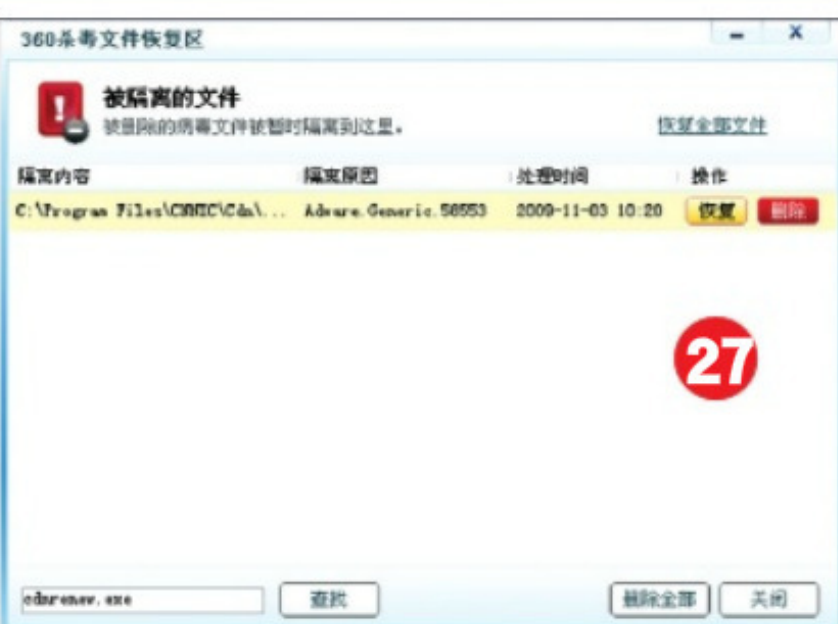 360杀毒文件恢复区
被隔离的文件
被删除的病毒文件被暂时隔离到这里。
恢复全部文件
隔离内容 隔离原因 处理时间 操作
C:\Program Files\CNNIC\Cdn\... Adware.Generic.58553 2009-11-03 10:20 恢复 删除
27
cdnrenew.exe 查找 删除全部 关闭